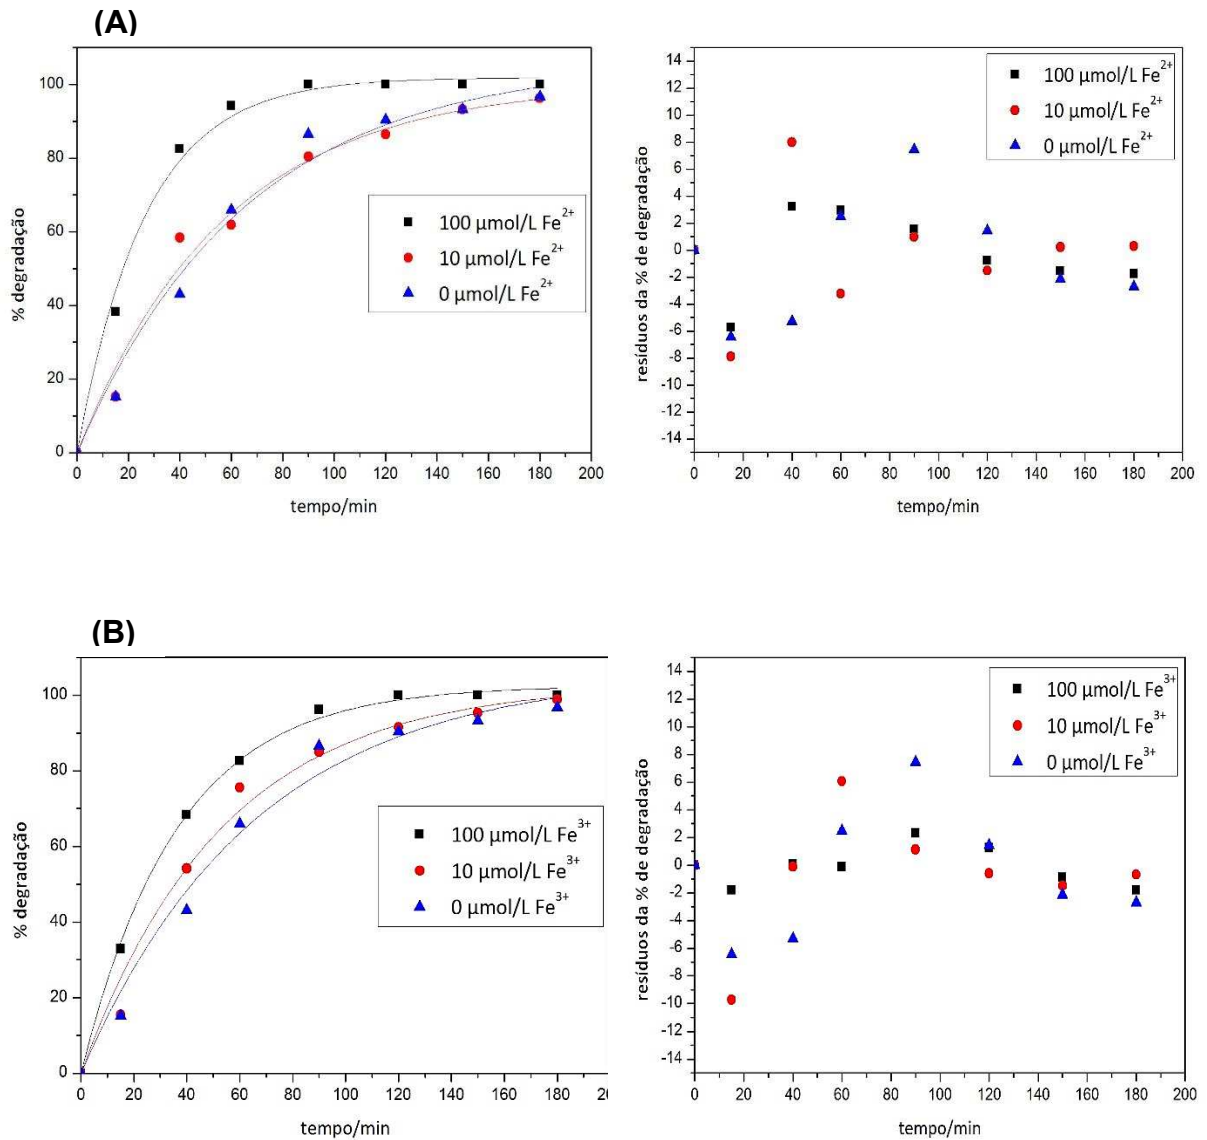 (A)
100
80
60
40
20
0
% degradação
100 µmol/L Fe2+
10 µmol/L Fe2+
0 µmol/L Fe2+
0 20 40 60 80 100 120 140 160 180 200
tempo/min
14
12
10
8
6
4
2
0
-2
-4
-6
-8
-10
-12
-14
resíduos da % de degradação
100 µmol/L Fe2+
10 µmol/L Fe2+
0 µmol/L Fe2+
0 20 40 60 80 100 120 140 160 180 200
tempo/min
(B)
100
80
60
40
20
0
% degradação
100 µmol/L Fe3+
10 µmol/L Fe3+
0 µmol/L Fe3+
0 20 40 60 80 100 120 140 160 180
tempo/min
14
12
10
8
6
4
2
0
-2
-4
-6
-8
-10
-12
-14
resíduos da % de degradação
100 µmol/L Fe3+
10 µmol/L Fe3+
0 µmol/L Fe3+
0 20 40 60 80 100 120 140 160 180 200
tempo/min